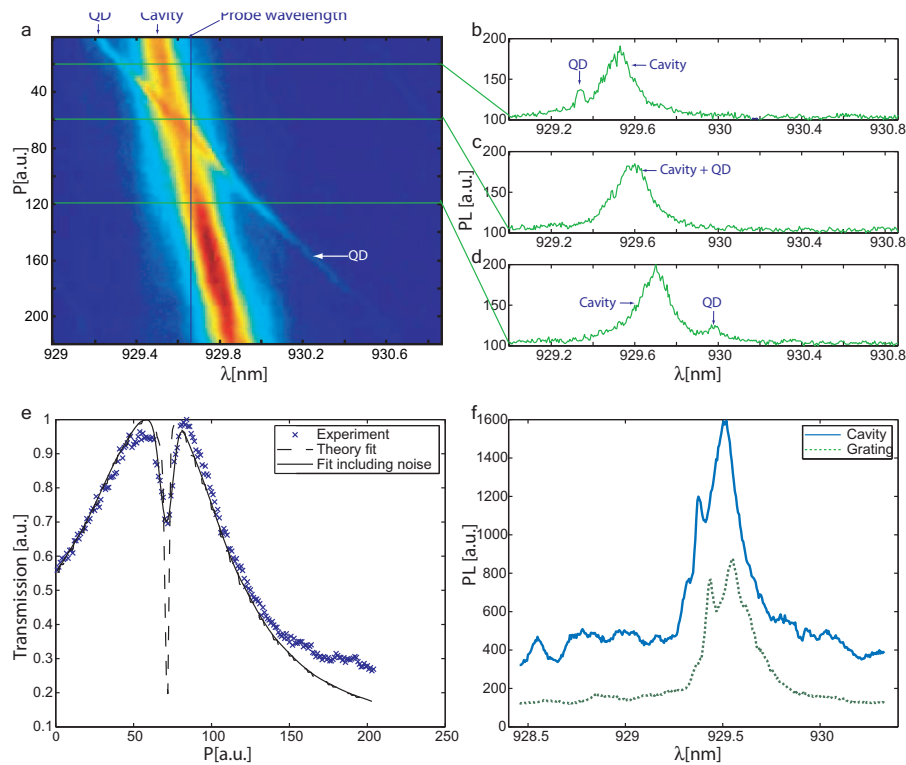 QD Cavity Probe wavelength
a
P[a.u.]
40
80
120
160
200
QD
929 929.4 929.8 930.2 930.6
λ[nm]
b
200
150
100
QD
Cavity
929.2 929.6 930 930.4 930.8
c
PL [a.u.]
200
150
100
Cavity + QD
929.2 929.6 930 930.4 930.8
d
200
150
100
Cavity
QD
929.2 929.6 930 930.4 930.8
λ[nm]
e
Transmission [a.u.]
1
0.9
0.8
0.7
0.6
0.5
0.4
0.3
0.2
0.1
Experiment
Theory fit
Fit including noise
0 50 100 150 200 250
P[a.u.]
f
PL [a.u.]
1600
1400
1200
1000
800
600
400
200
0
Cavity
Grating
928.5 929 929.5 930
λ[nm]